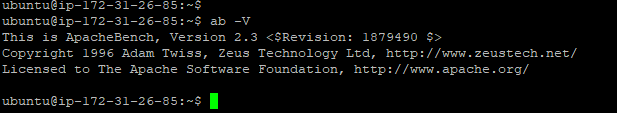 ubuntu@ip-172-31-26-85:~$
ubuntu@ip-172-31-26-85:~$ ab -V
This is ApacheBench, Version 2.3 <$Revision: 1879490 $>
Copyright 1996 Adam Twiss, Zeus Technology Ltd, http://www.zeustech.net/
Licensed to The Apache Software Foundation, http://www.apache.org/

ubuntu@ip-172-31-26-85:~$